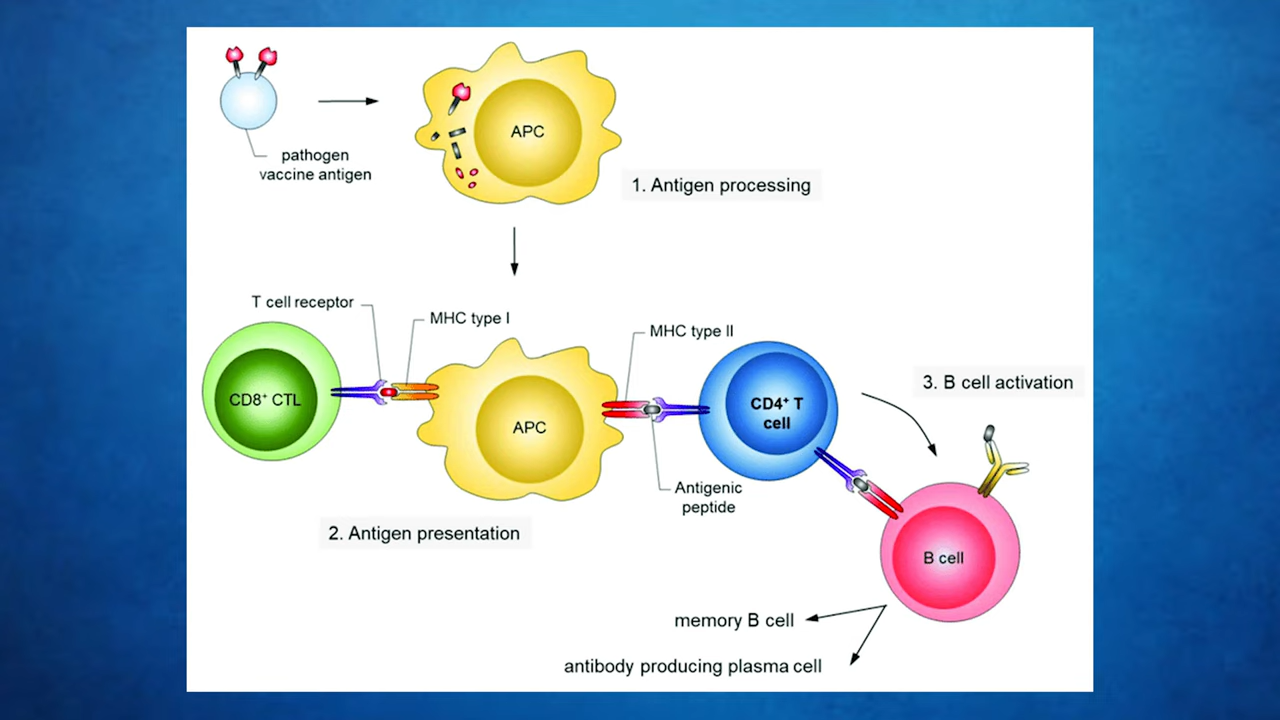 APC
pathogen
vaccine antigen
1. Antigen processing
T cell receptor
MHC type I
MHC type II
CD8⁺ CTL
APC
CD4⁺ T
cell
3. B cell activation
Antigenic
peptide
2. Antigen presentation
B cell
memory B cell
antibody producing plasma cell